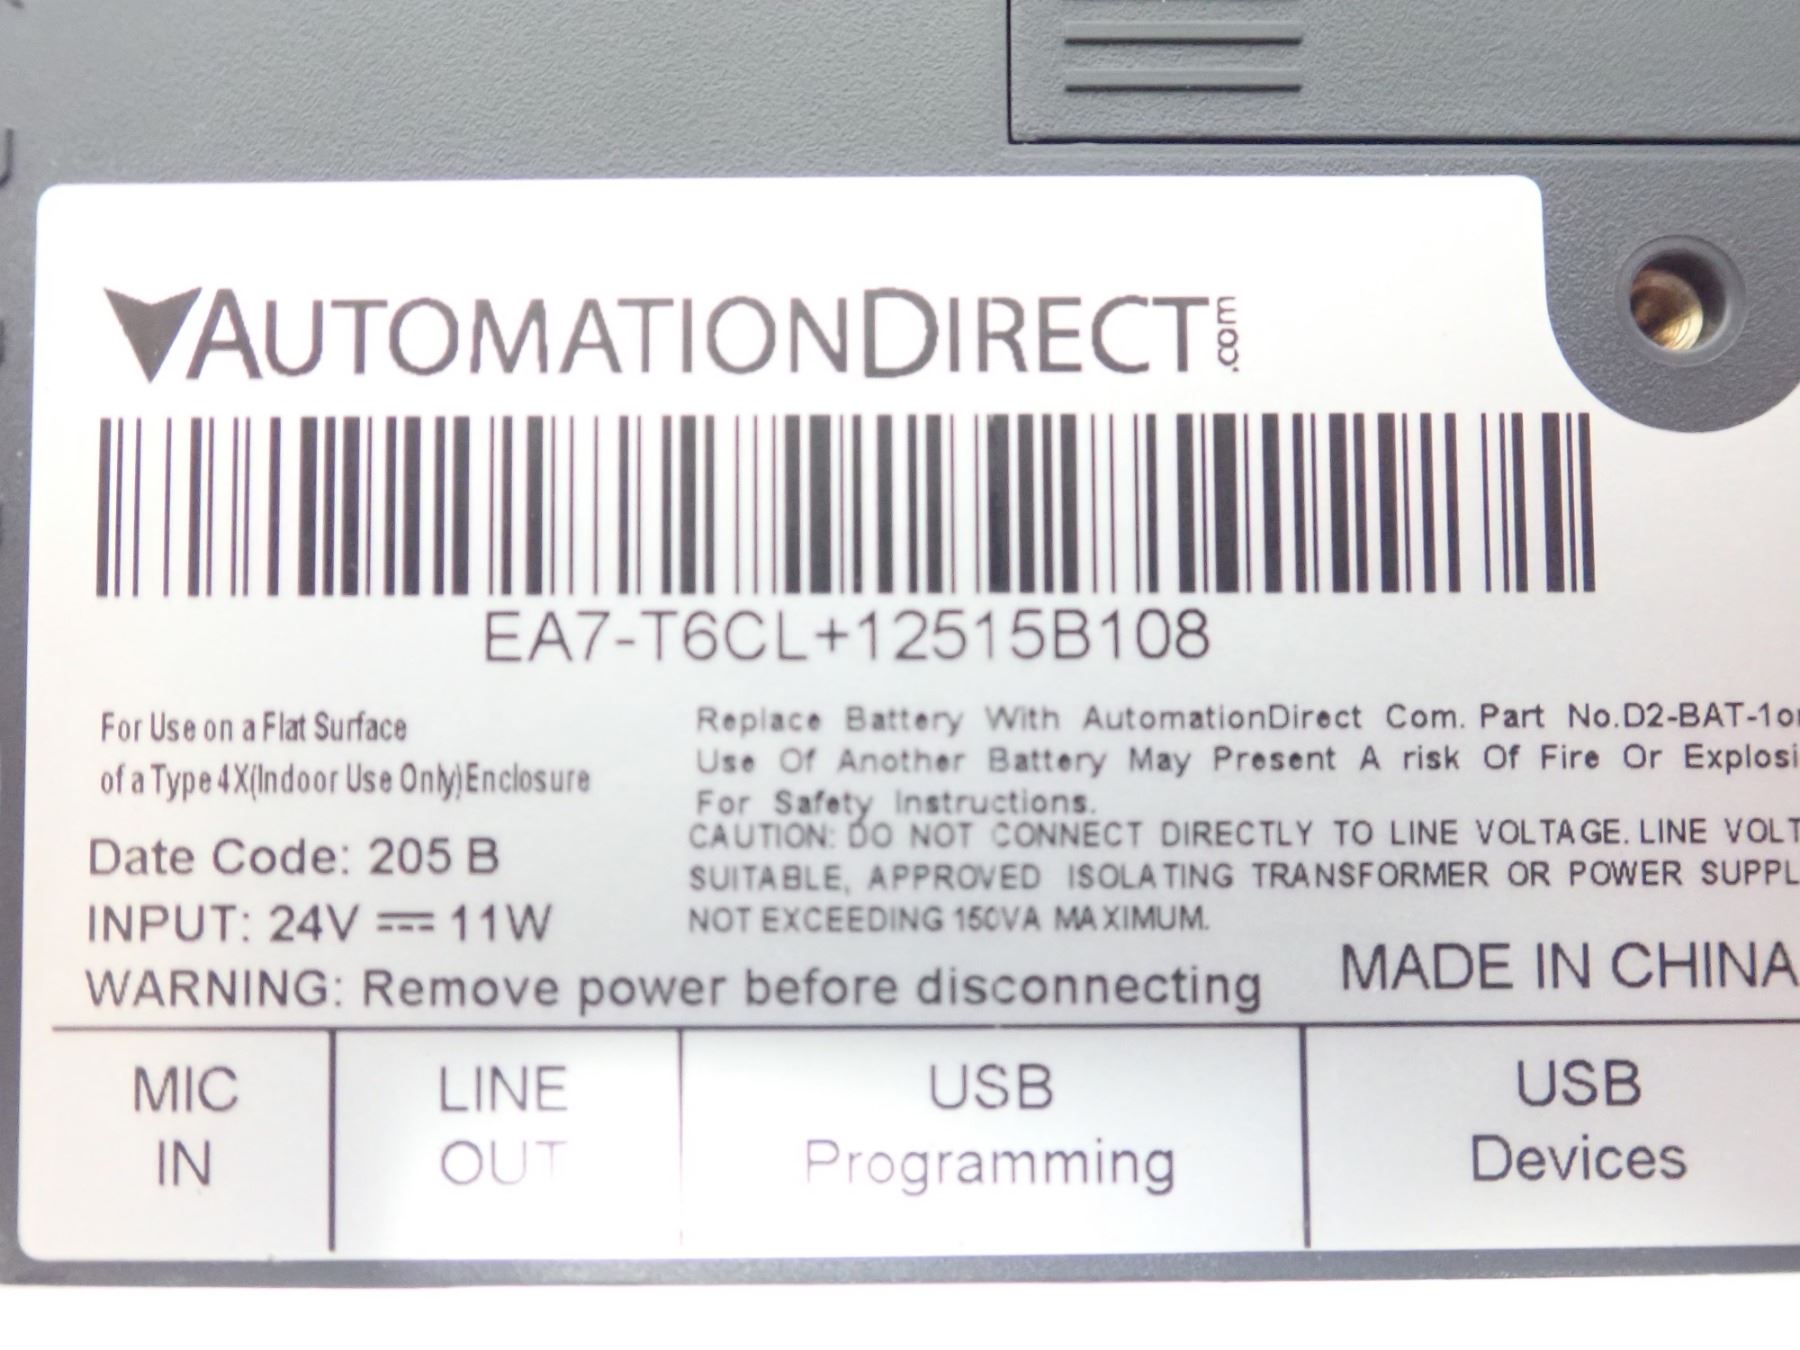 AUTOMATIONDIRECT.com
EA7-T6CL+12515B108
For Use on a Flat Surface
of a Type 4X(Indoor Use Only)Enclosure
Date Code: 205 B
INPUT: 24V ⎓ 11W
WARNING: Remove power before disconnecting
Replace Battery With AutomationDirect Com. Part No.D2-BAT-1
Use Of Another Battery May Present A risk Of Fire Or
For Safety Instructions.
CAUTION: DO NOT CONNECT DIRECTLY TO LINE VOLTAGE. LINE
SUITABLE, APPROVED ISOLATING TRANSFORMER OR POWER
NOT EXCEEDING 150VA MAXIMUM.
MADE IN CHINA
MIC
IN
LINE
OUT
USB
Programming
USB
Devices